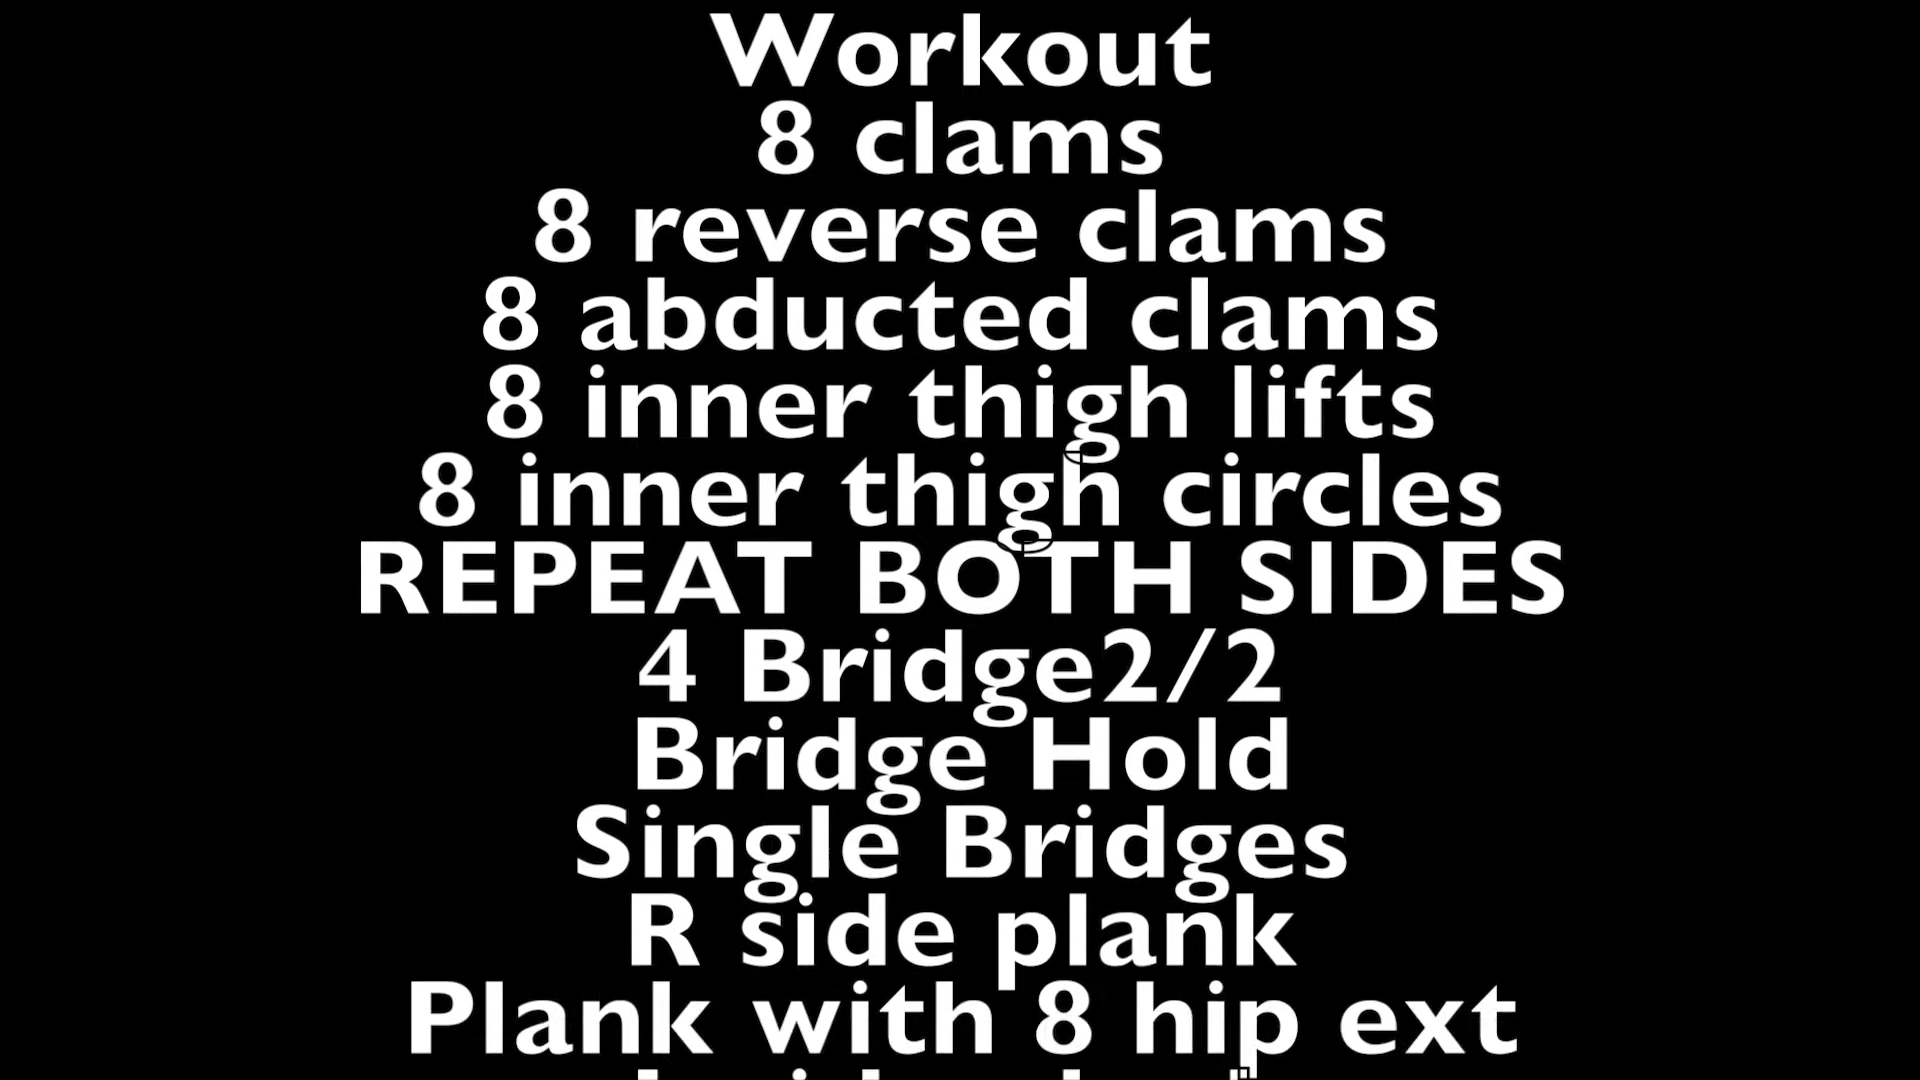 Workout
8 clams
8 reverse clams
8 abducted clams
8 inner thigh lifts
8 inner thigh circles
REPEAT BOTH SIDES
4 Bridge2/2
Bridge Hold
Single Bridges
R side plank
Plank with 8 hip ext